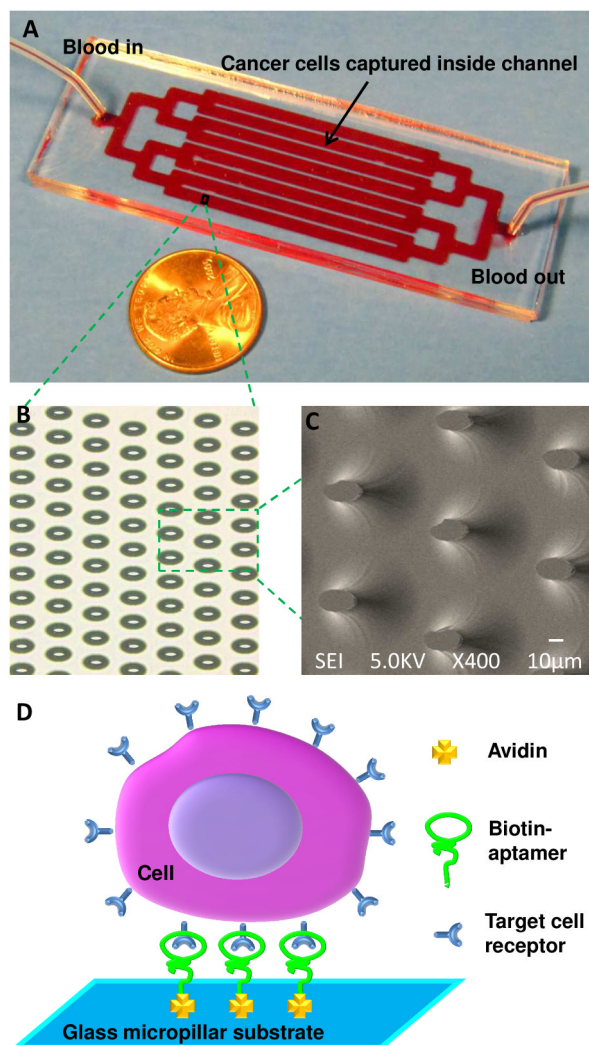 A
Blood in
Cancer cells captured inside channel
Blood out
B
C
SEI 5.0KV X400 10μm
D
Avidin
Biotin-
aptamer
Cell
Target cell
receptor
Glass micropillar substrate